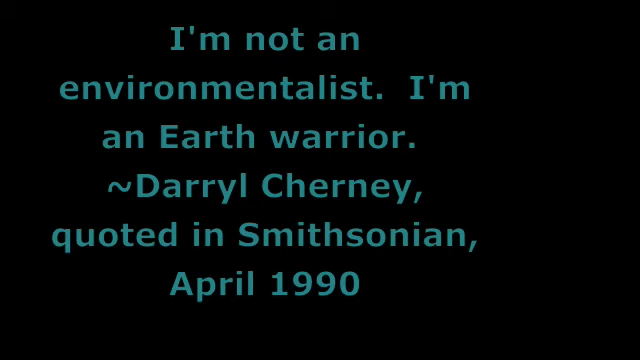 I'm not an
environmentalist.  I'm
an Earth warrior.
~Darryl Cherney,
quoted in Smithsonian,
April 1990